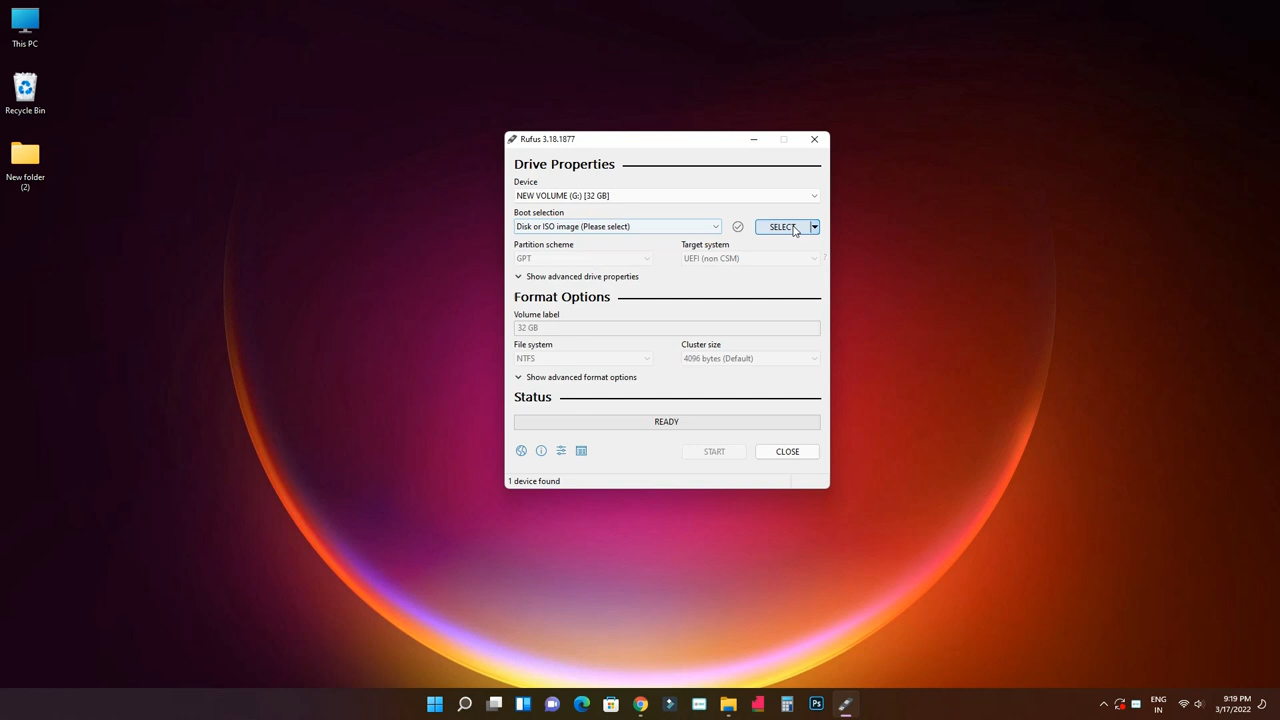 This PC
Recycle Bin
New folder
(2)
Rufus 3.18.1877
Drive Properties
Device
NEW VOLUME (G:) [32 GB]
Boot selection
Disk or ISO image (Please select)
SELECT
Partition scheme
Target system
GPT
UEFI (non CSM)
?
Show advanced drive properties
Format Options
Volume label
32 GB
File system
Cluster size
NTFS
4096 bytes (Default)
Show advanced format options
Status
READY
START
CLOSE
1 device found
Ps
ENG
IN
9:19 PM
3/17/2022